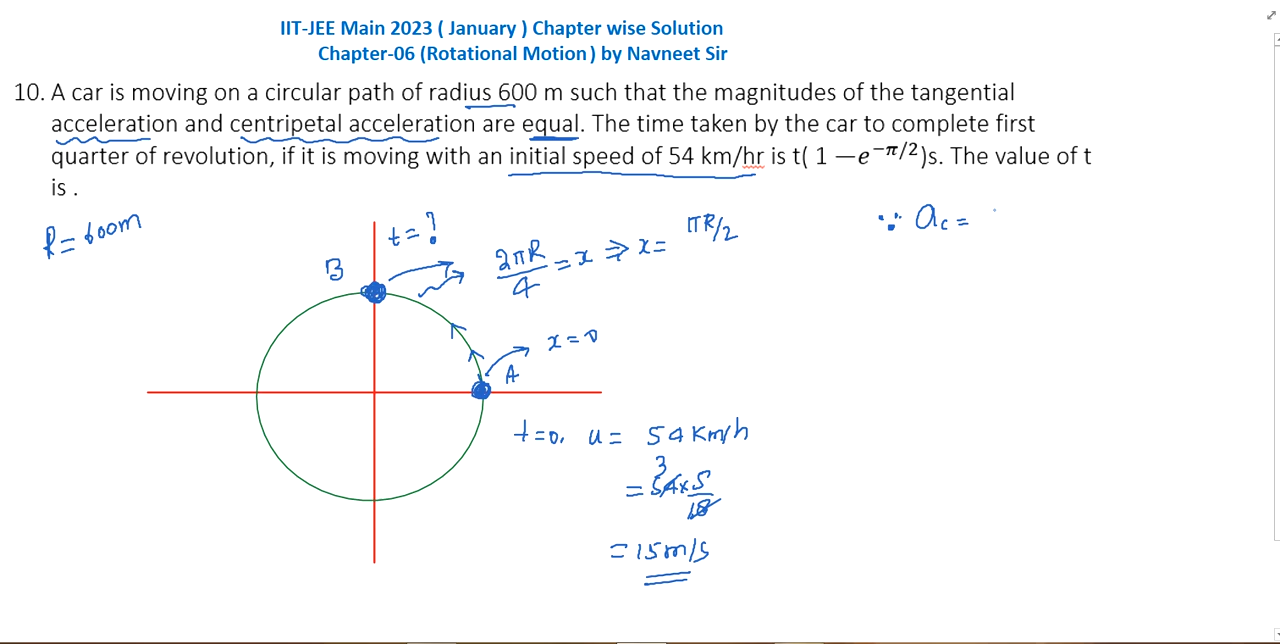 IIT-JEE Main 2023 ( January ) Chapter wise Solution
Chapter-06 (Rotational Motion) by Navneet Sir
10. A car is moving on a circular path of radius 600 m such that the magnitudes of the tangential
acceleration and centripetal acceleration are equal. The time taken by the car to complete first
quarter of revolution, if it is moving with an initial speed of 54 km/hr is t( 1 −e^−π/2)s. The value of t
is .
R = 600m
t = ?
B
2πR/4 = x ⇒ x = πR/2
∵ ac =
x = 0
A
t=0, u = 54 Km/h
3
= 54 × 5/18
= 15 m/s